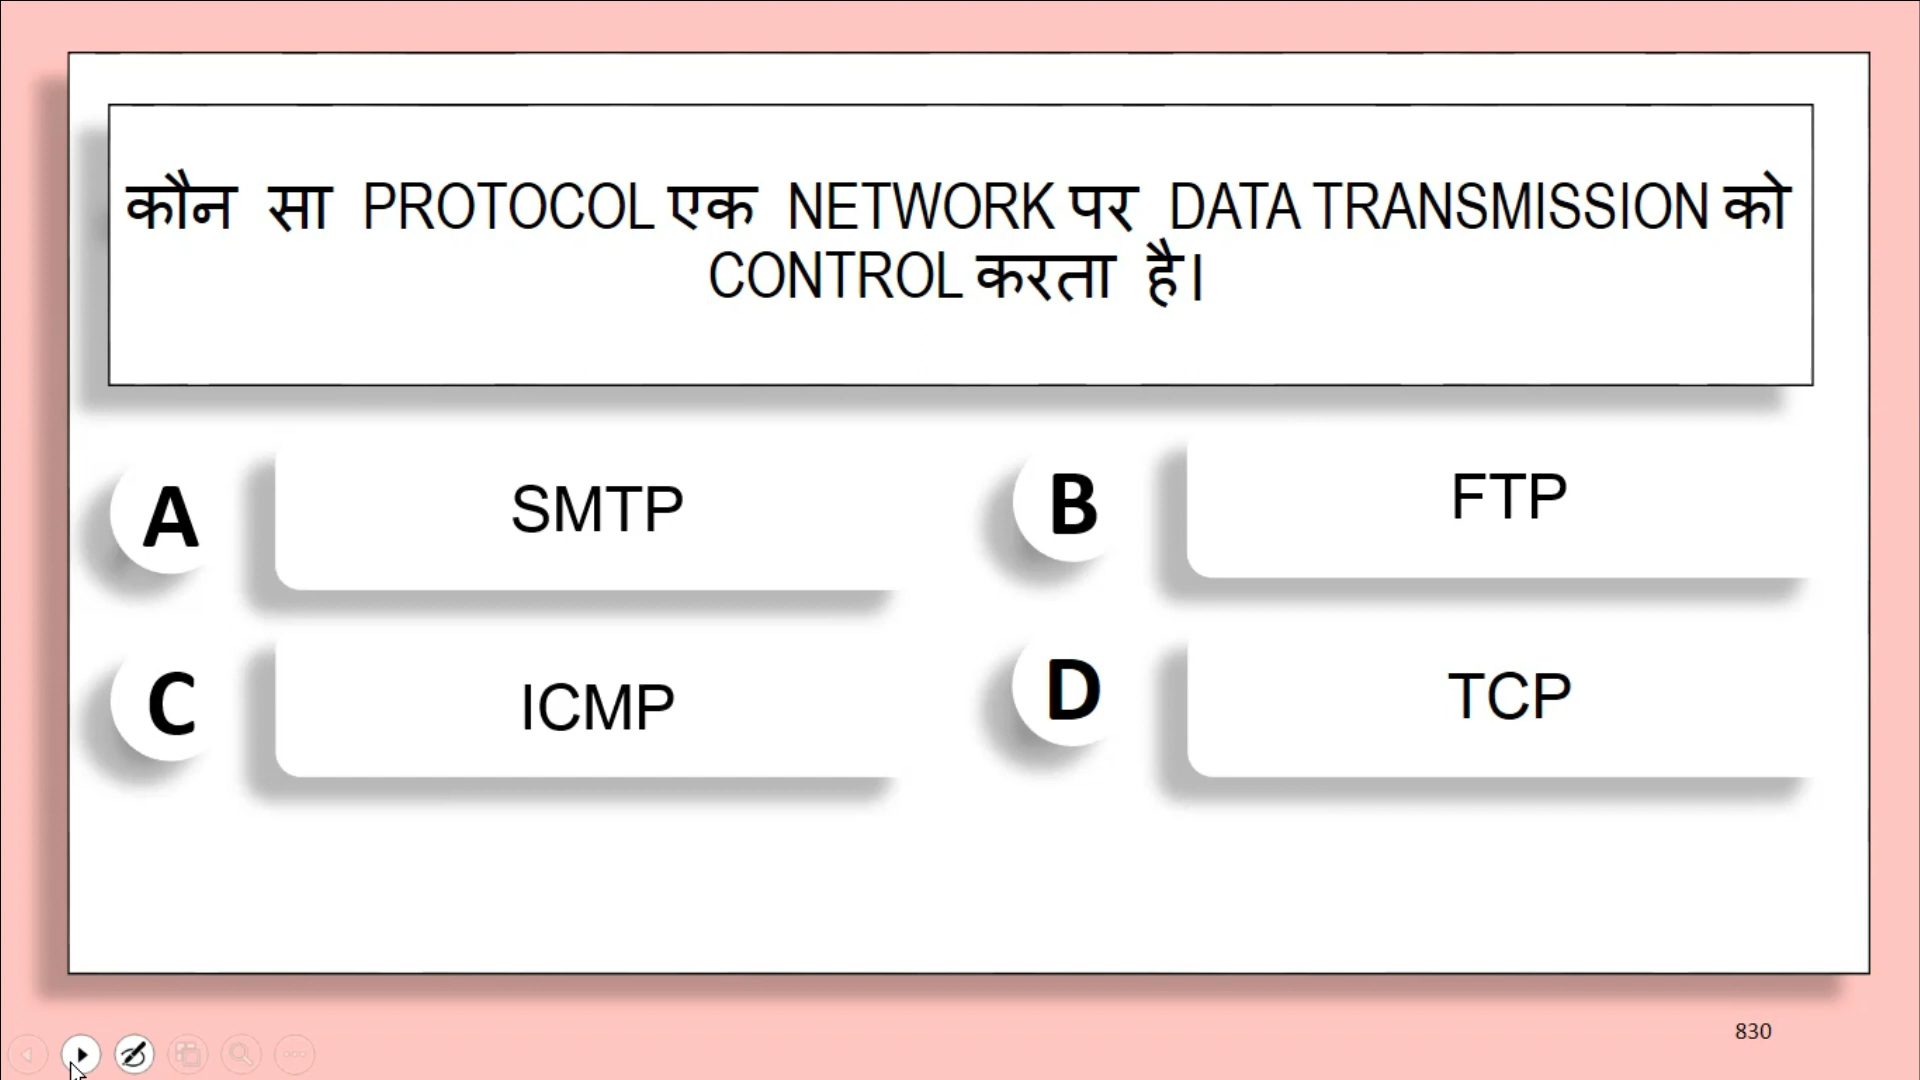 कौन सा PROTOCOL एक NETWORK पर DATA TRANSMISSION को
CONTROL करता है।
A SMTP
B FTP
C ICMP
D TCP
830